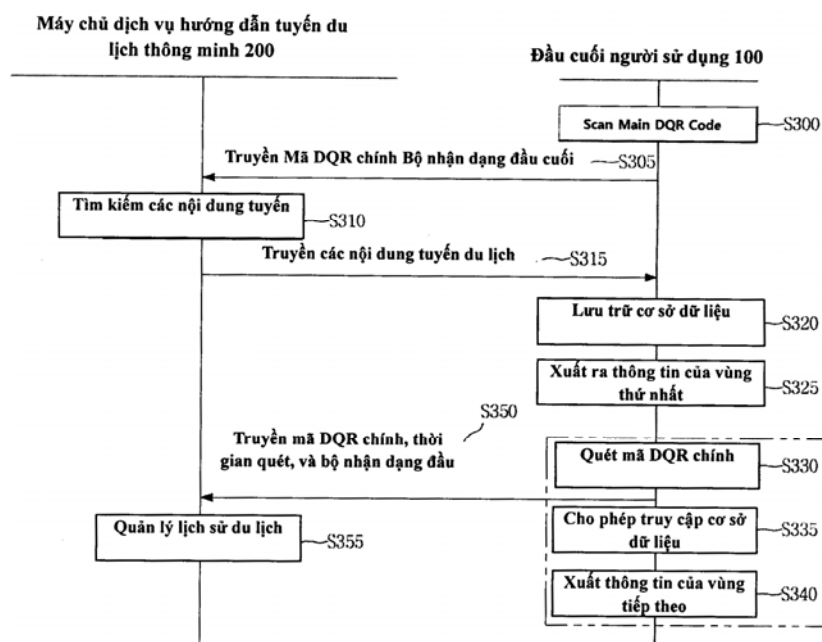 Máy chủ dịch vụ hướng dẫn tuyến du
lịch thông minh 200
Đầu cuối người sử dụng 100
Scan Main DQR Code
S300
Truyền Mã DQR chính Bộ nhận dạng đầu cuối
S305
Tìm kiếm các nội dung tuyến
S310
Truyền các nội dung tuyến du lịch
S315
Lưu trữ cơ sở dữ liệu
S320
Xuất ra thông tin của vùng
thứ nhất
S325
S350
Truyền mã DQR chính, thời
gian quét, và bộ nhận dạng đầu
Quét mã DQR chính
S330
Quản lý lịch sử du lịch
S355
Cho phép truy cập cơ sở
dữ liệu
S335
Xuất thông tin của vùng
tiếp theo
S340